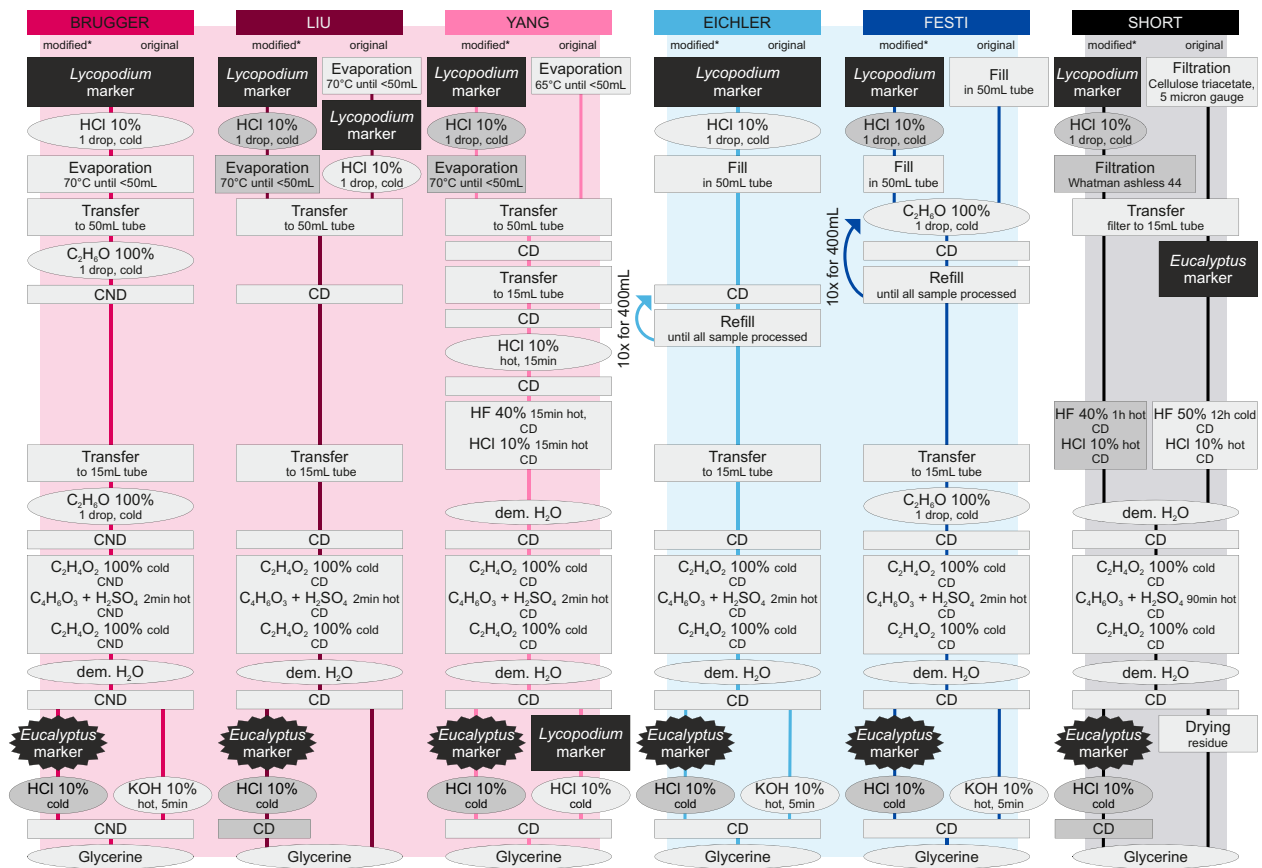 BRUGGER
modified*
original
Lycopodium
marker
HCl 10%
1 drop, cold
Evaporation
70°C until <50mL
Transfer
to 50mL tube
C₂H₆O 100%
1 drop, cold
CND
Transfer
to 15mL tube
C₂H₆O 100%
1 drop, cold
CND
C₂H₄O₂ 100% cold
CND
C₄H₆O₃ + H₂SO₄ 2min hot
CND
C₂H₄O₂ 100% cold
CND
dem. H₂O
CND
Eucalyptus
marker
HCl 10%
cold
KOH 10%
hot, 5min
CND
Glycerine
LIU
modified*
original
Lycopodium
marker
HCl 10%
1 drop, cold
Evaporation
70°C until <50mL
Evaporation
70°C until <50mL
Lycopodium
marker
HCl 10%
1 drop, cold
Transfer
to 50mL tube
CD
Transfer
to 15mL tube
CD
C₂H₄O₂ 100% cold
CD
C₄H₆O₃ + H₂SO₄ 2min hot
CD
C₂H₄O₂ 100% cold
CD
dem. H₂O
CD
Eucalyptus
marker
HCl 10%
cold
CD
Glycerine
YANG
modified*
original
Lycopodium
marker
HCl 10%
1 drop, cold
Evaporation
70°C until <50mL
Evaporation
65°C until <50mL
Transfer
to 50mL tube
CD
Transfer
to 15mL tube
CD
HCl 10%
hot, 15min
CD
HF 40% 15min hot,
CD
HCl 10% 15min hot
CD
dem. H₂O
CD
C₂H₄O₂ 100% cold
CD
C₄H₆O₃ + H₂SO₄ 2min hot
CD
C₂H₄O₂ 100% cold
CD
dem. H₂O
CD
Eucalyptus
marker
HCl 10%
cold
Lycopodium
marker
HCl 10%
cold
CD
Glycerine
EICHLER
modified*
original
Lycopodium
marker
HCl 10%
1 drop, cold
Fill
in 50mL tube
CD
Refill
until all sample processed
10x for 400mL
Transfer
to 15mL tube
CD
C₂H₄O₂ 100% cold
CD
C₄H₆O₃ + H₂SO₄ 2min hot
CD
C₂H₄O₂ 100% cold
CD
dem. H₂O
CD
Eucalyptus
marker
HCl 10%
cold
KOH 10%
hot, 5min
CD
Glycerine
FESTI
modified*
original
Lycopodium
marker
HCl 10%
1 drop, cold
Fill
in 50mL tube
Fill
in 50mL tube
C₂H₆O 100%
1 drop, cold
CD
Refill
until all sample processed
10x for 400mL
Transfer
to 15mL tube
C₂H₆O 100%
1 drop, cold
CD
C₂H₄O₂ 100% cold
CD
C₄H₆O₃ + H₂SO₄ 2min hot
CD
C₂H₄O₂ 100% cold
CD
dem. H₂O
CD
Eucalyptus
marker
HCl 10%
cold
KOH 10%
hot, 5min
CD
Glycerine
SHORT
modified*
original
Lycopodium
marker
HCl 10%
1 drop, cold
Filtration
Whatman ashless 44
Filtration
Cellulose triacetate,
5 micron gauge
Transfer
filter to 15mL tube
Eucalyptus
marker
HF 40% 1h hot
CD
HCl 10% hot
CD
HF 50% 12h cold
CD
HCl 10% hot
CD
dem. H₂O
CD
C₂H₄O₂ 100% cold
CD
C₄H₆O₃ + H₂SO₄ 90min hot
CD
C₂H₄O₂ 100% cold
CD
dem. H₂O
CD
Eucalyptus
marker
HCl 10%
cold
CD
Drying
residue
Glycerine